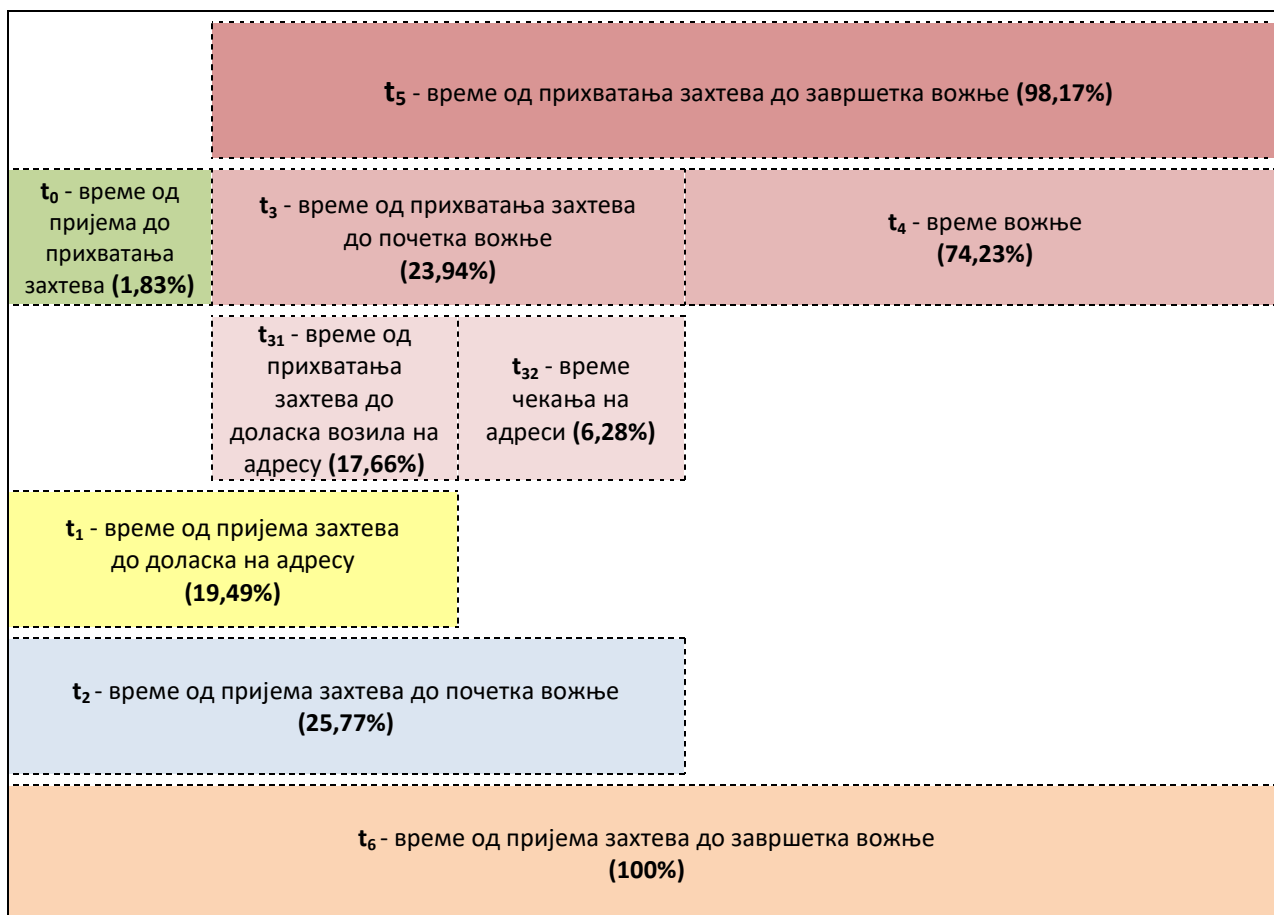 t5 - време од прихватања захтева до завршетка вожње (98,17%)
t0 - време од
пријема до
прихватања
захтева (1,83%)
t3 - време од прихватања захтева
до почетка вожње
(23,94%)
t4 - време вожње
(74,23%)
t31 - време од
прихватања
захтева до
доласка возила на
адресу (17,66%)
t32 - време
чекања на
адреси (6,28%)
t1 - време од пријема захтева
до доласка на адресу
(19,49%)
t2 - време од пријема захтева до почетка вожње
(25,77%)
t6 - време од пријема захтева до завршетка вожње
(100%)